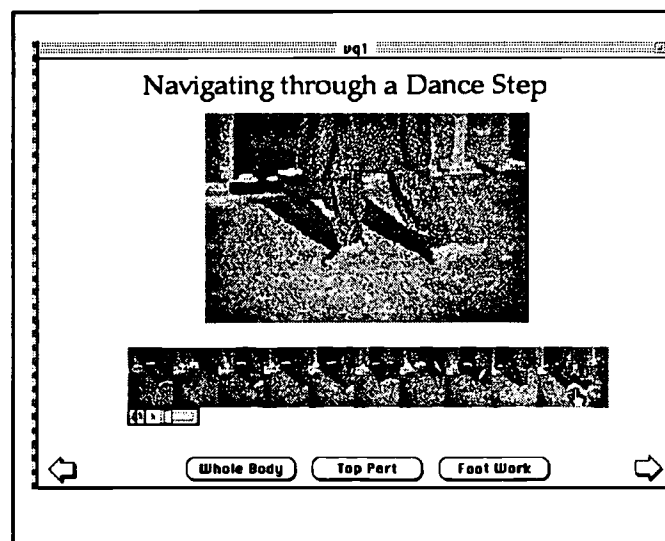 vq1
Navigating through a Dance Step
Whole Body
Top Part
Foot Work